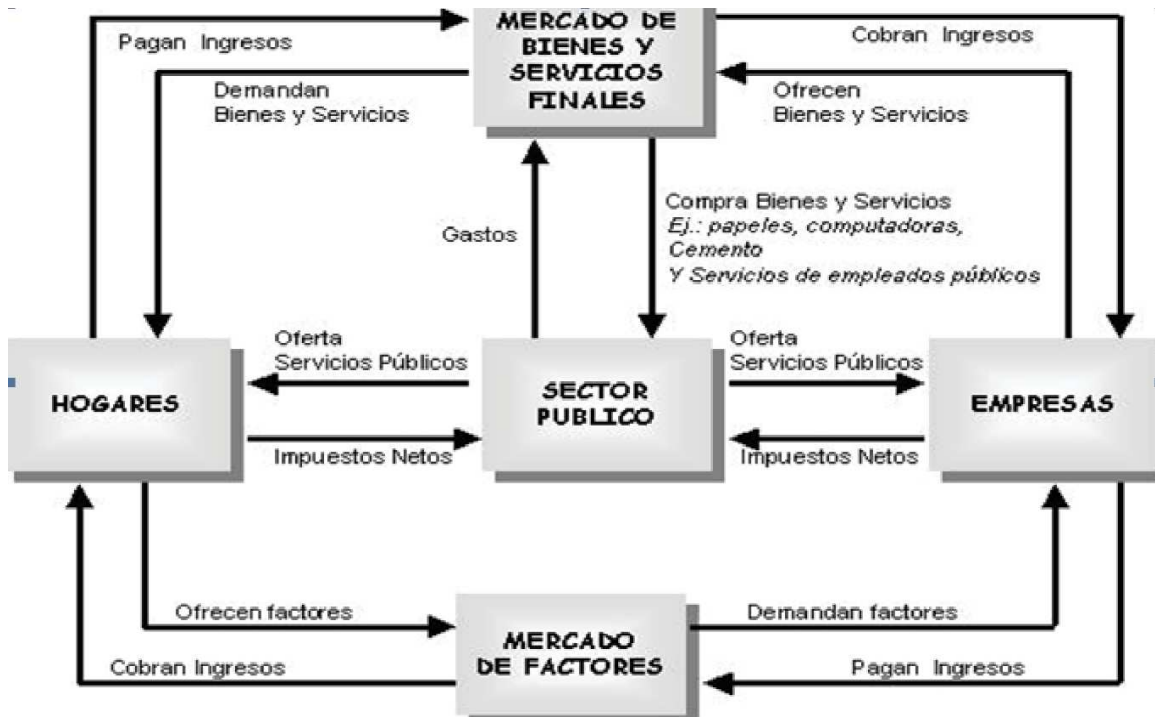 MERCADO DE
BIENES Y
SERVICIOS
FINALES
Pagan Ingresos
Cobran Ingresos
Demandan
Bienes y Servicios
Ofrecen
Bienes y Servicios
Gastos
Compra Bienes y Servicios
Ej.: papeles, computadoras,
Cemento
Y Servicios de empleados públicos
Oferta
Servicios Públicos
Oferta
Servicios Públicos
HOGARES
SECTOR
PUBLICO
EMPRESAS
Impuestos Netos
Impuestos Netos
Ofrecen factores
Demandan factores
MERCADO
DE FACTORES
Cobran Ingresos
Pagan Ingresos